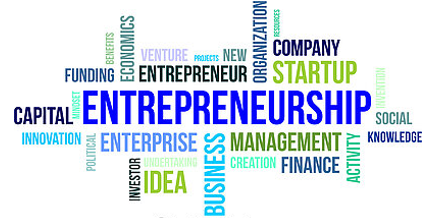 ORGANIZATION
RESOURCES
ECONOMICS
BENEFITS
VENTURE
PROJECTS
NEW
COMPANY
FUNDING
ENTREPRENEUR
STARTUP
INVENTION
MINDSET
CAPITAL
ENTREPRENEURSHIP
SOCIAL
INNOVATION
POLITICAL
ENTERPRISE
BUSINESS
MANAGEMENT
ACTIVITY
KNOWLEDGE
INVESTOR
UNDERTAKING
CREATION
FINANCE
IDEA